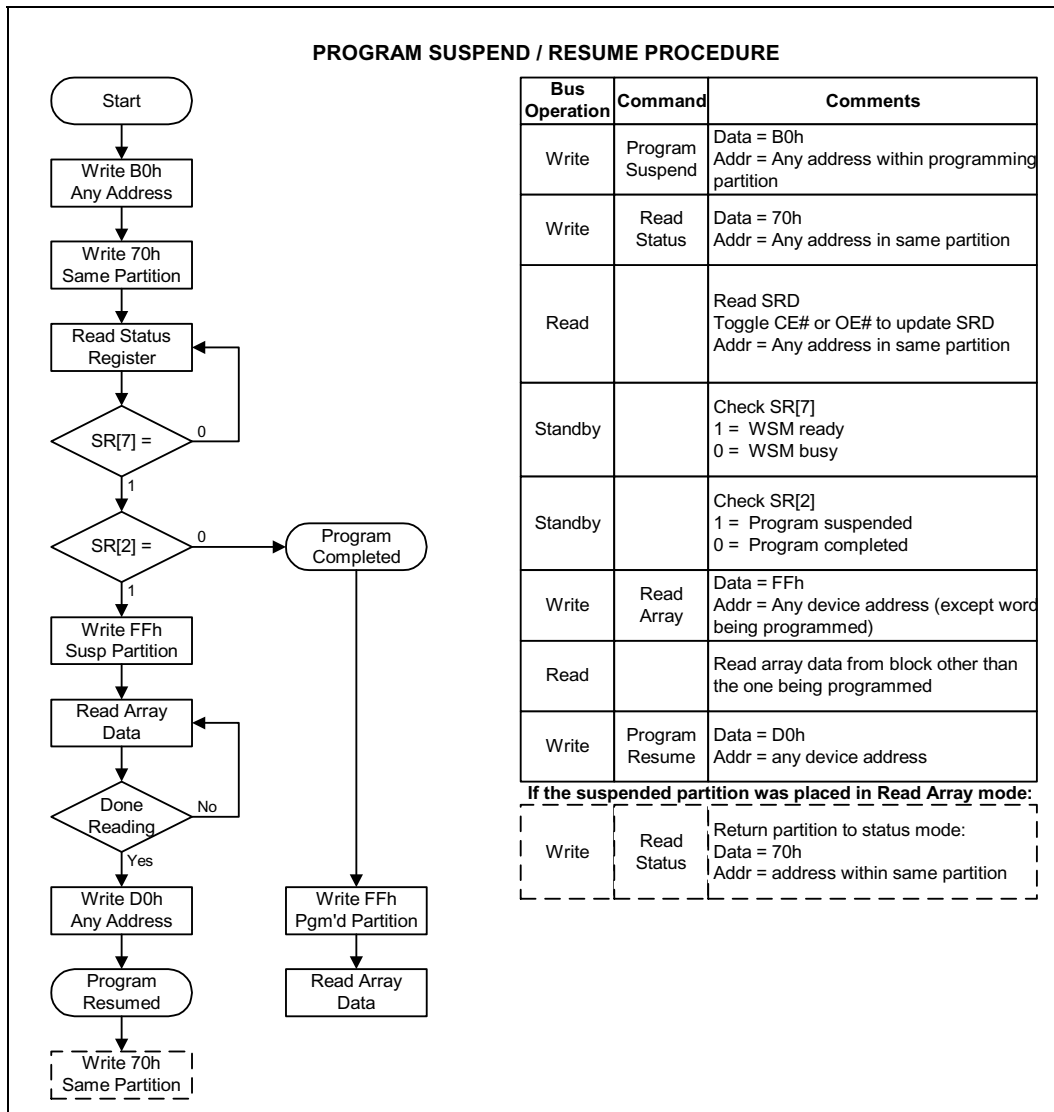 PROGRAM SUSPEND / RESUME PROCEDURE
Start
Write B0h
Any Address
Write 70h
Same Partition
Read Status
Register
SR[7] =
0
1
SR[2] =
0
1
Program
Completed
Write FFh
Susp Partition
Read Array
Data
Done
Reading
No
Yes
Write D0h
Any Address
Program
Resumed
Write 70h
Same Partition
Write FFh
Pgm'd Partition
Read Array
Data
Bus
Operation
Command
Comments
Write
Program
Suspend
Data = B0h
Addr = Any address within programming
partition
Write
Read
Status
Data = 70h
Addr = Any address in same partition
Read
Read SRD
Toggle CE# or OE# to update SRD
Addr = Any address in same partition
Standby
Check SR[7]
1 = WSM ready
0 = WSM busy
Standby
Check SR[2]
1 = Program suspended
0 = Program completed
Write
Read
Array
Data = FFh
Addr = Any device address (except word
being programmed)
Read
Read array data from block other than
the one being programmed
Write
Program
Resume
Data = D0h
Addr = any device address
If the suspended partition was placed in Read Array mode:
Write
Read
Status
Return partition to status mode:
Data = 70h
Addr = address within same partition